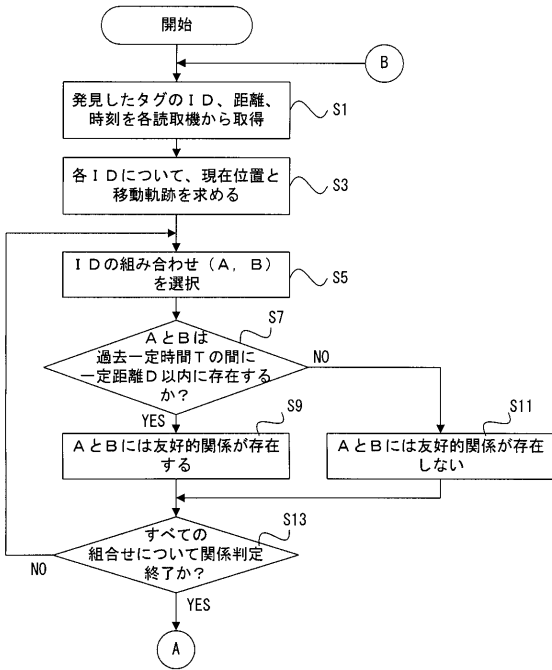 開始
B
発見したタグのＩＤ、距離、
時刻を各読取機から取得
S1
各ＩＤについて、現在位置と
移動軌跡を求める
S3
ＩＤの組み合わせ（Ａ，Ｂ）
を選択
S5
S7
ＡとＢは
過去一定時間Ｔの間に
一定距離Ｄ以内に存在する
か？
NO
YES
S9
ＡとＢには友好的関係が存在
する
S11
ＡとＢには友好的関係が存在
しない
S13
すべての
組合せについて関係判定
終了か？
NO
YES
A